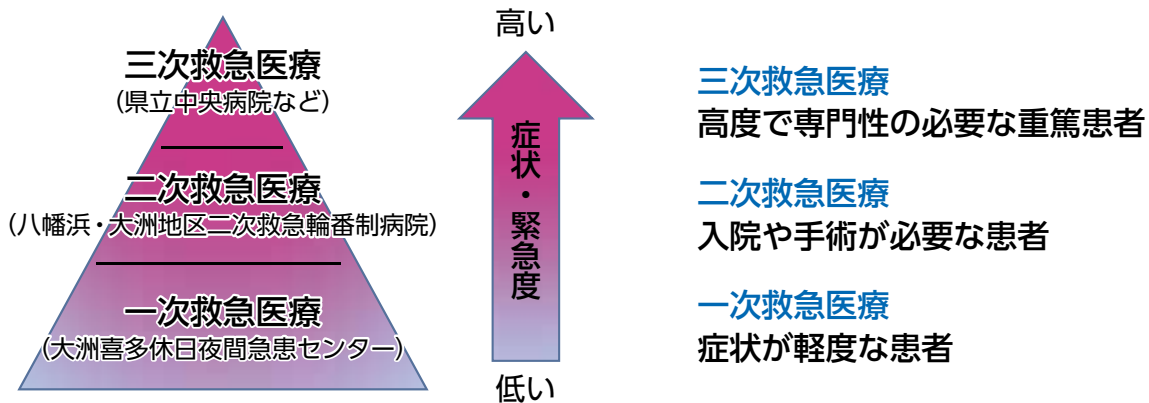 三次救急医療
(県立中央病院など)
二次救急医療
(八幡浜・大洲地区二次救急輪番制病院)
一次救急医療
(大洲喜多休日夜間急患センター)
高い
症状・緊急度
低い
三次救急医療
高度で専門性の必要な重篤患者
二次救急医療
入院や手術が必要な患者
一次救急医療
症状が軽度な患者